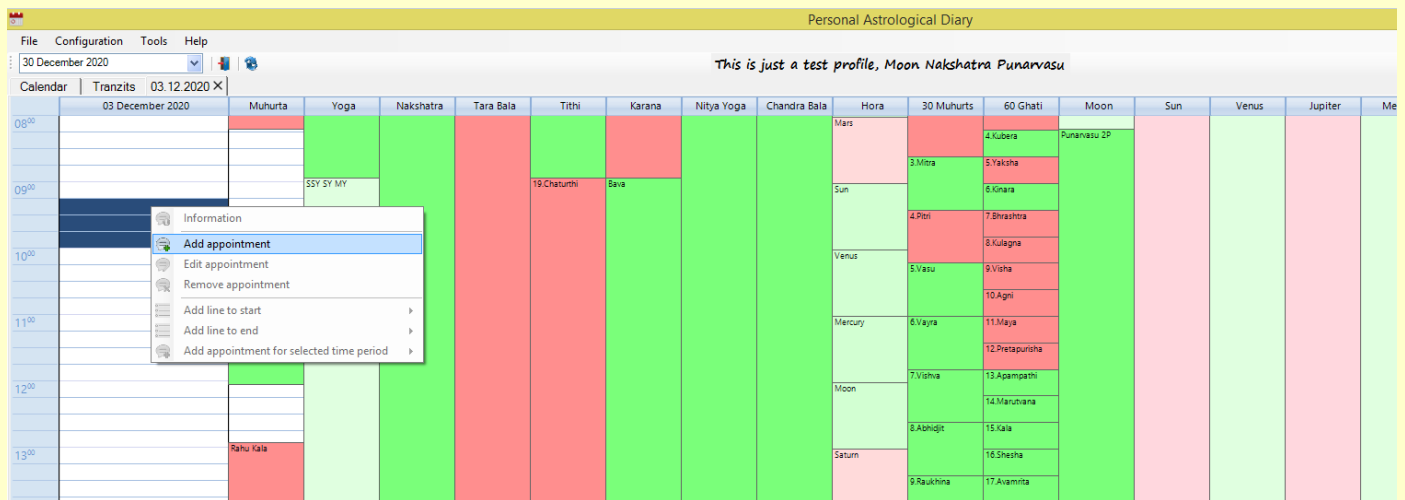 Personal Astrological Diary
File Configuration Tools Help
30 December 2020
This is just a test profile, Moon Nakshatra Punarvasu
Calendar Tranzits 03.12.2020
03 December 2020 Muhurta Yoga Nakshatra Tara Bala Tithi Karana Nitya Yoga Chandra Bala Hora 30 Muhurts 60 Ghati Moon Sun Venus Jupiter Me
08⁰⁰ Mars
4.Kubera Punarvasu 2P
3.Mitra 5.Yaksha
SSY SY MY 19.Chaturthi Bava
09⁰⁰ Sun 6.Kinara
4.Pitri 7.Bhrashtra
Information
Add appointment 8.Kulagna
10⁰⁰ Venus
Edit appointment 5.Vasu 9.Visha
Remove appointment
10.Agni
Add line to start
11⁰⁰ Mercury 6.Vayra 11.Maya
Add line to end
Add appointment for selected time period 12.Pretapurisha
7.Vishva 13.Apampathi
12⁰⁰ Moon
14.Marutvana
8.Abhidjit 15.Kala
Rahu Kala
13⁰⁰ Saturn 16.Shesha
9.Raukhina 17.Avamrita